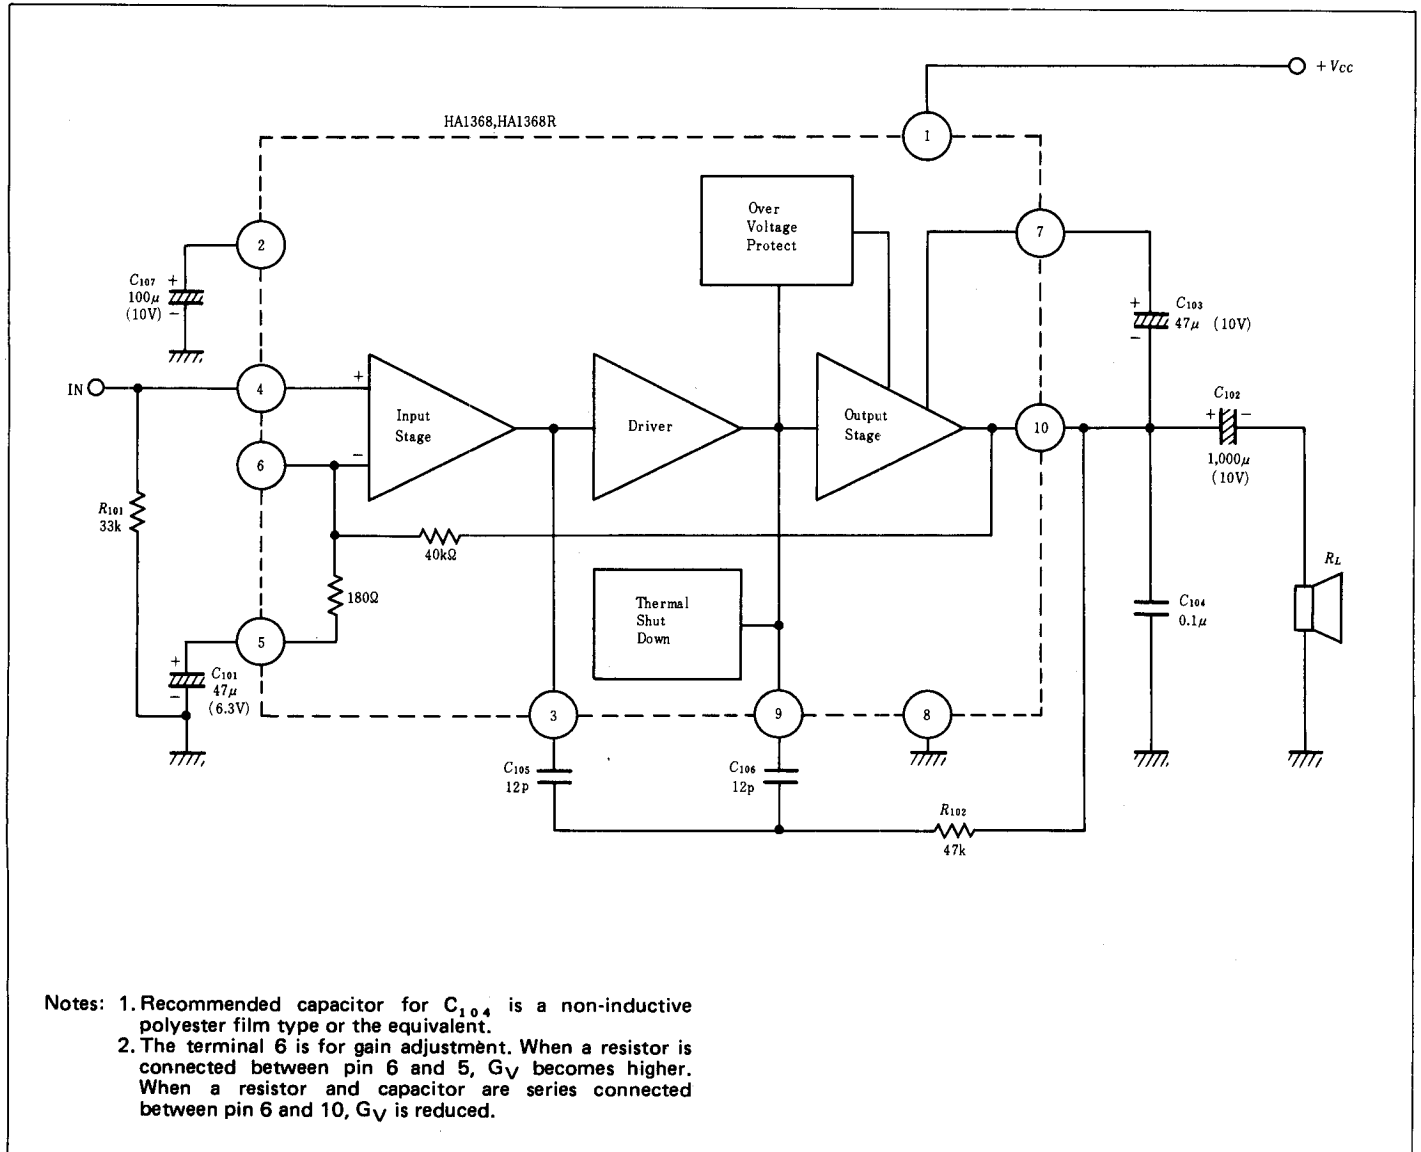 + Vcc
HA1368,HA1368R
1
Over
Voltage
Protect
2
7
C107 +
100μ
(10V) −
+ C103
47μ (10V)
−
IN
4
+
Input
Stage
Driver
Output
Stage
10
C102
+ −
1,000μ
(10V)
6
−
R101
33k
40kΩ
180Ω
Thermal
Shut
Down
RL
C104
0.1μ
5
+
C101
47μ
− (6.3V)
3
9
8
C105
12p
C106
12p
R102
47k
Notes: 1. Recommended capacitor for C104 is a non-inductive
polyester film type or the equivalent.
2. The terminal 6 is for gain adjustment. When a resistor is
connected between pin 6 and 5, GV becomes higher.
When a resistor and capacitor are series connected
between pin 6 and 10, GV is reduced.